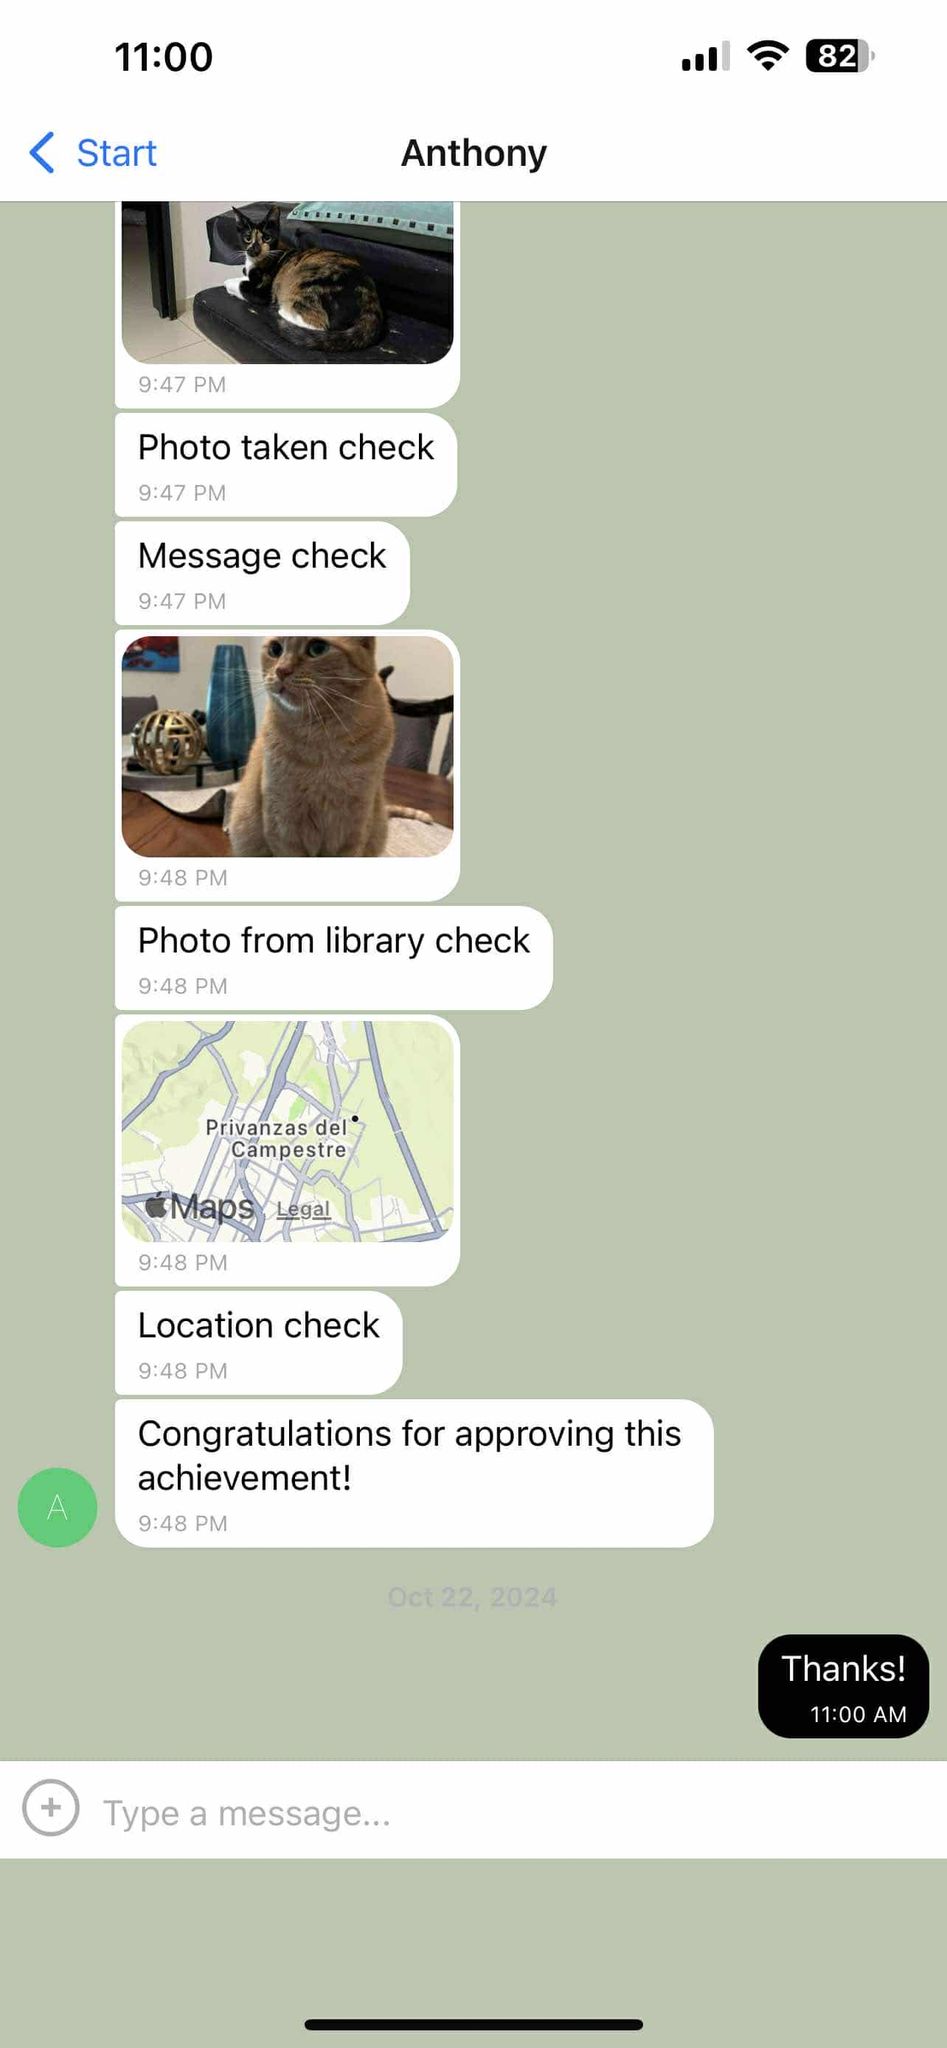 11:00
82
Start
Anthony
9:47 PM
Photo taken check
9:47 PM
Message check
9:47 PM
9:48 PM
Photo from library check
9:48 PM
Privanzas del
Campestre
Maps
Legal
9:48 PM
Location check
9:48 PM
Congratulations for approving this
achievement!
9:48 PM
A
Oct 22, 2024
Thanks!
11:00 AM
Type a message...